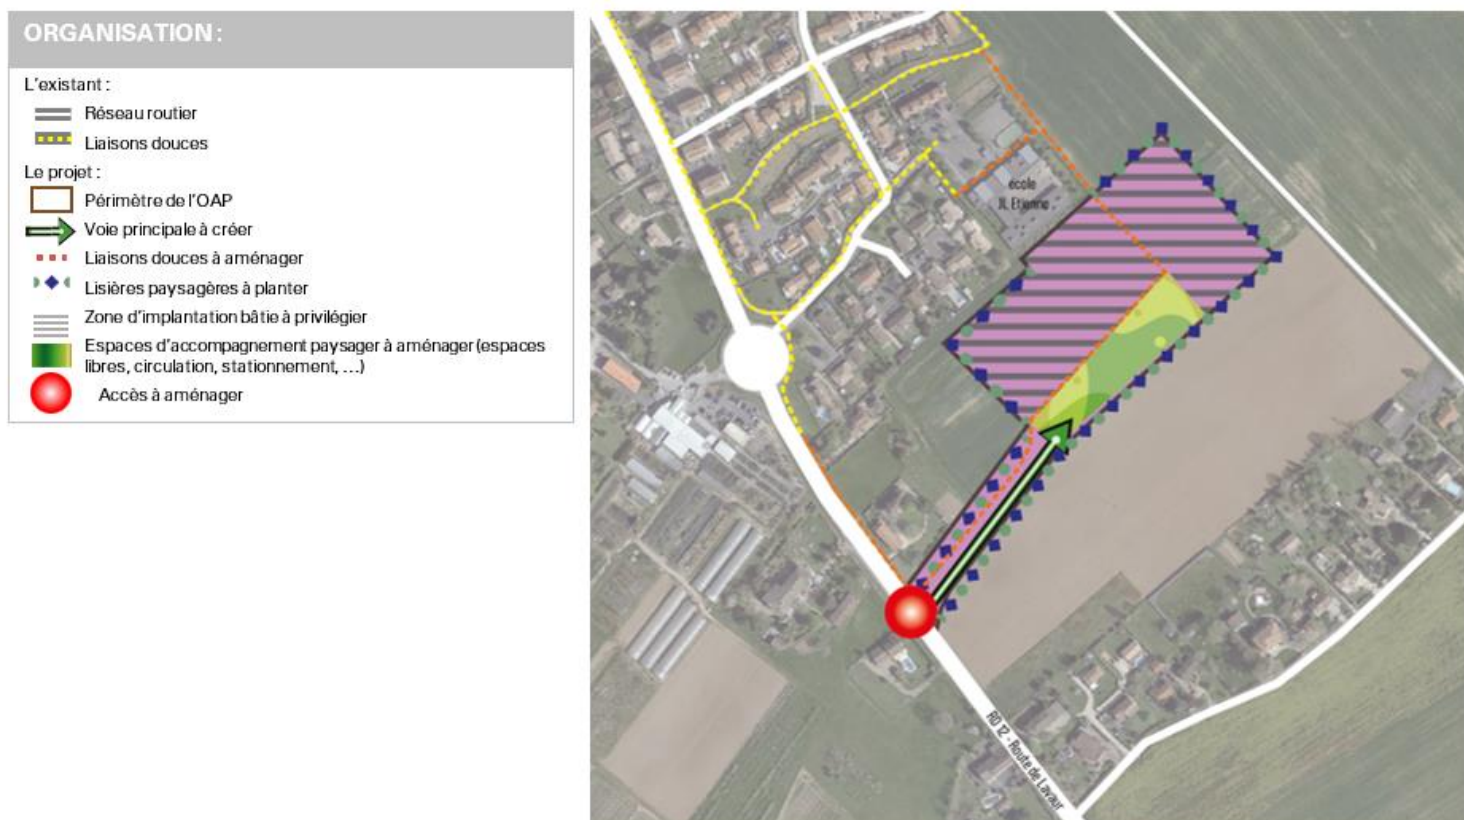 ORGANISATION :
L'existant :
Réseau routier
Liaisons douces
Le projet :
Périmètre de l'OAP
Voie principale à créer
Liaisons douces à aménager
Lisières paysagères à planter
Zone d'implantation bâtie à privilégier
Espaces d'accompagnement paysager à aménager (espaces
libres, circulation, stationnement, ...)
Accès à aménager
école
JL Etienne
RD 12 - Route de Lavaur